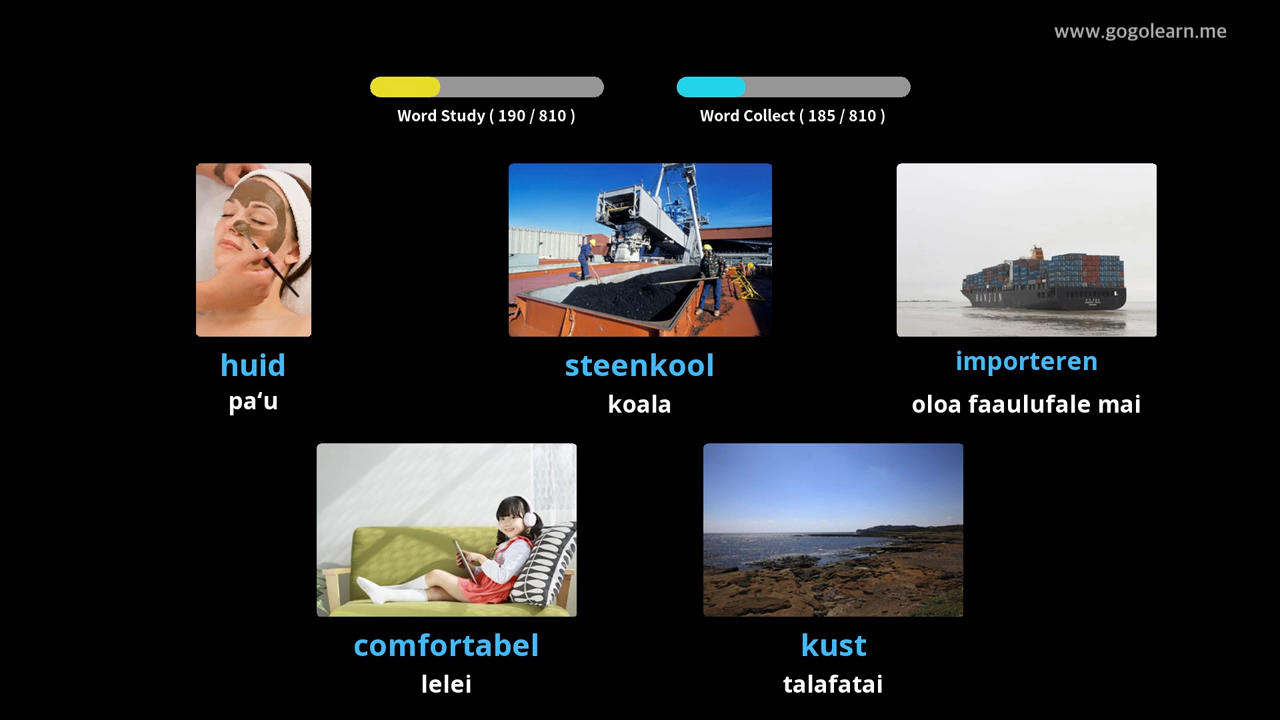 www.gogolearn.me
Word Study ( 190 / 810 )
Word Collect ( 185 / 810 )
huid
paʻu
steenkool
koala
importeren
oloa faaulufale mai
comfortabel
lelei
kust
talafatai